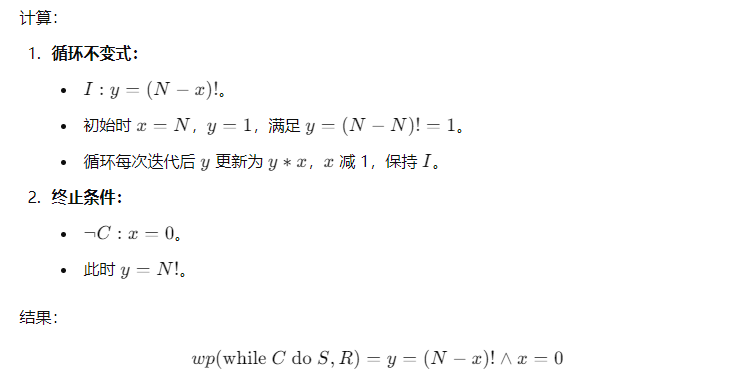 计算：
1. 循环不变式：
• I : y = (N − x)!。
• 初始时 x = N，y = 1，满足 y = (N − N)! = 1。
• 循环每次迭代后 y 更新为 y ∗ x，x 减 1，保持 I。
2. 终止条件：
• ¬C : x = 0。
• 此时 y = N!。
结果：
wp(while C do S, R) = y = (N − x)! ∧ x = 0